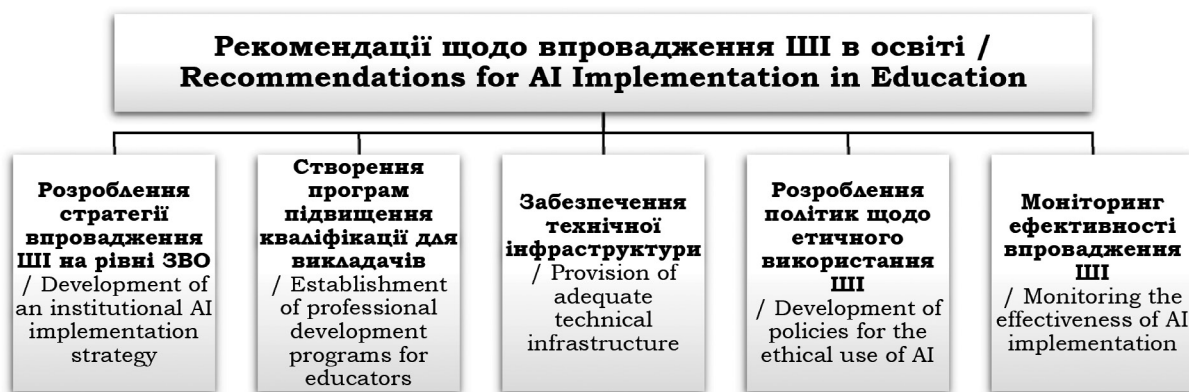 Рекомендації щодо впровадження ШІ в освіті /
Recommendations for AI Implementation in Education
Розроблення
стратегії
впровадження
ШІ на рівні ЗВО
/ Development of
an institutional AI
implementation
strategy
Створення
програм
підвищення
кваліфікації для
викладачів
/ Establishment
of professional
development
programs for
educators
Забезпечення
технічної
інфраструктури
/ Provision of
adequate
technical
infrastructure
Розроблення
політик щодо
етичного
використання
ШІ
/ Development of
policies for the
ethical use of AI
Моніторинг
ефективності
впровадження
ШІ
/ Monitoring the
effectiveness of AI
implementation